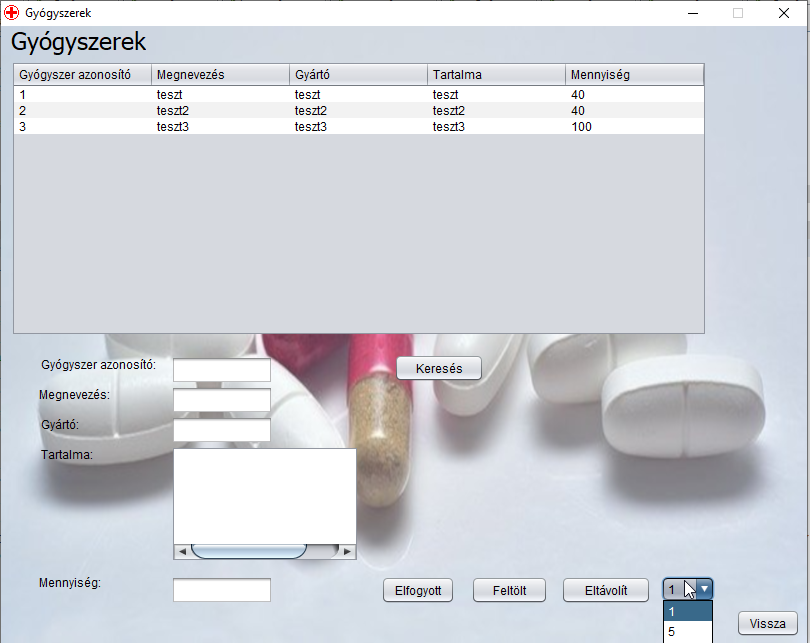 Gyógyszerek
Gyógyszerek
Gyógyszer azonosító Megnevezés Gyártó Tartalma Mennyiség
1 teszt teszt teszt 40
2 teszt2 teszt2 teszt2 40
3 teszt3 teszt3 teszt3 100
Gyógyszer azonosító: Keresés
Megnevezés:
Gyártó:
Tartalma:
Mennyiség: Elfogyott Feltölt Eltávolít 1
1
5
Vissza